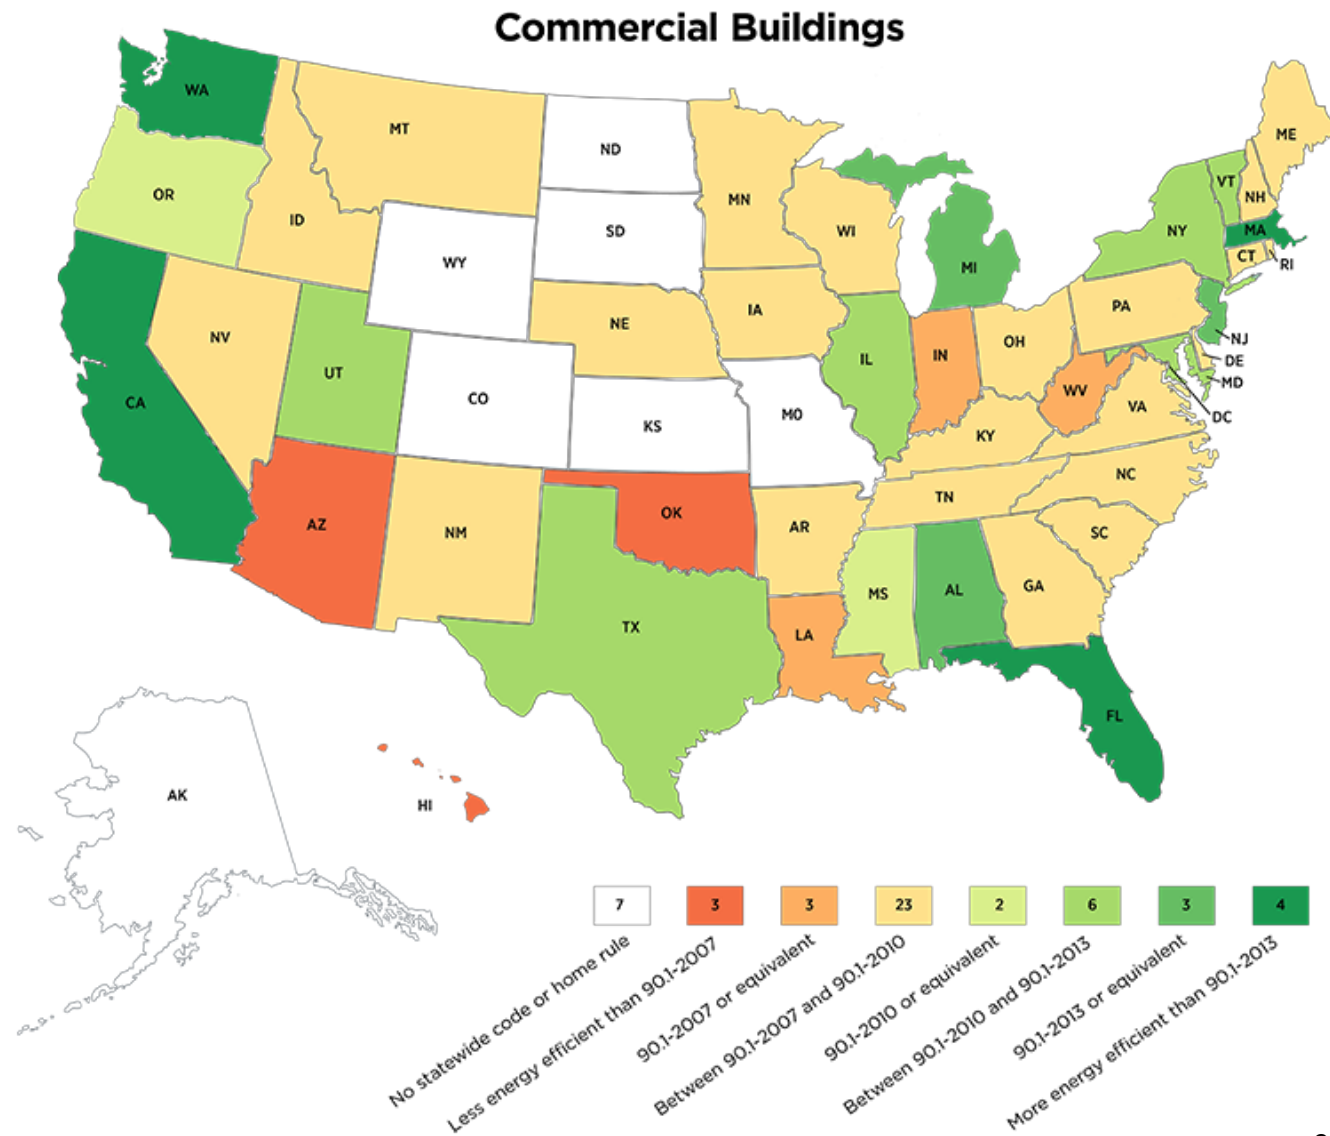 Commercial Buildings
WA
MT
ND
MN
ME
OR
ID
SD
WI
VT
NH
NY
MA
WY
MI
CT
RI
NV
NE
IA
PA
UT
IL
IN
OH
NJ
DE
MD
CA
CO
KS
MO
WV
VA
DC
KY
AZ
NM
OK
AR
TN
NC
SC
TX
MS
AL
GA
LA
FL
AK
HI
7 3 3 23 2 6 3 4
No statewide code or home rule
Less energy efficient than 90.1-2007
90.1-2007 or equivalent
Between 90.1-2007 and 90.1-2010
90.1-2010 or equivalent
Between 90.1-2010 and 90.1-2013
90.1-2013 or equivalent
More energy efficient than 90.1-2013